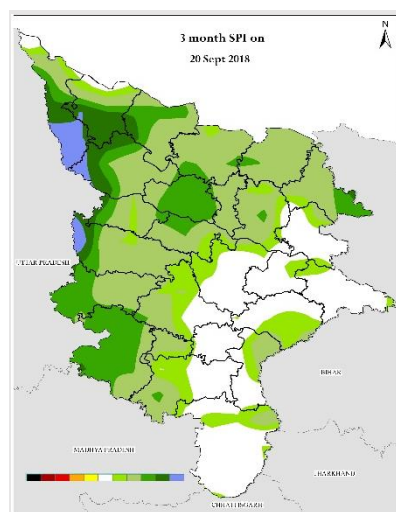 3 month SPI on
20 Sept 2018
N
UTTAR PRADESH
BIHAR
MADHYA PRADESH
JHARKHAND
CHHATTISGARH